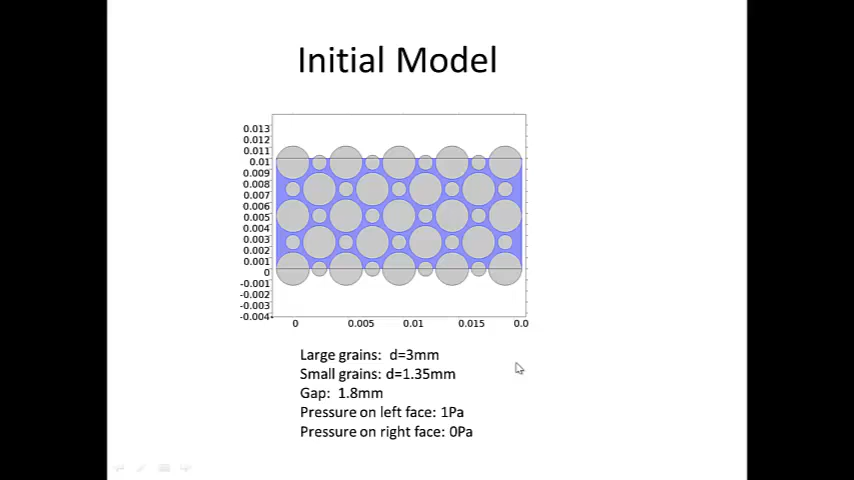 Initial Model
0.013
0.012
0.011
0.01
0.009
0.008
0.007
0.006
0.005
0.004
0.003
0.002
0.001
0
-0.001
-0.002
-0.003
-0.004
0 0.005 0.01 0.015 0.0
Large grains: d=3mm
Small grains: d=1.35mm
Gap: 1.8mm
Pressure on left face: 1Pa
Pressure on right face: 0Pa